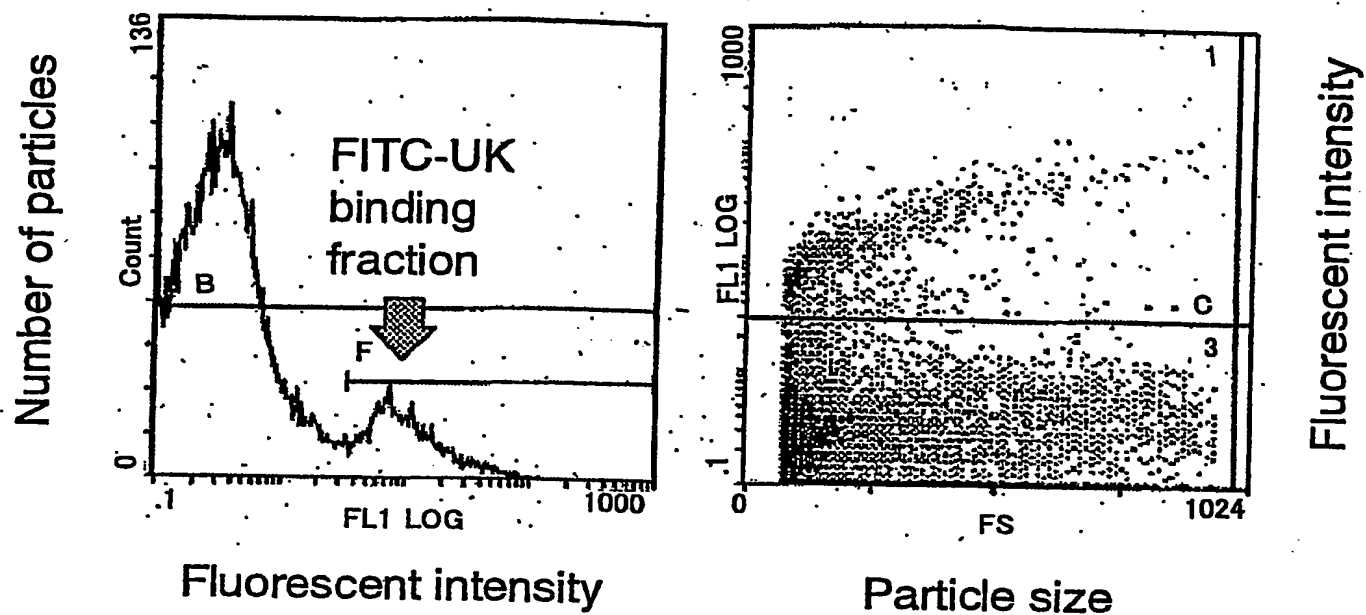 Number of particles
136
Count
0
FITC-UK
binding
fraction
B
F
.1
1000
FL1 LOG
Fluorescent intensity
1000
FL1 LOG
.1
1
C
3
0
1024
FS
Particle size
Fluorescent intensity